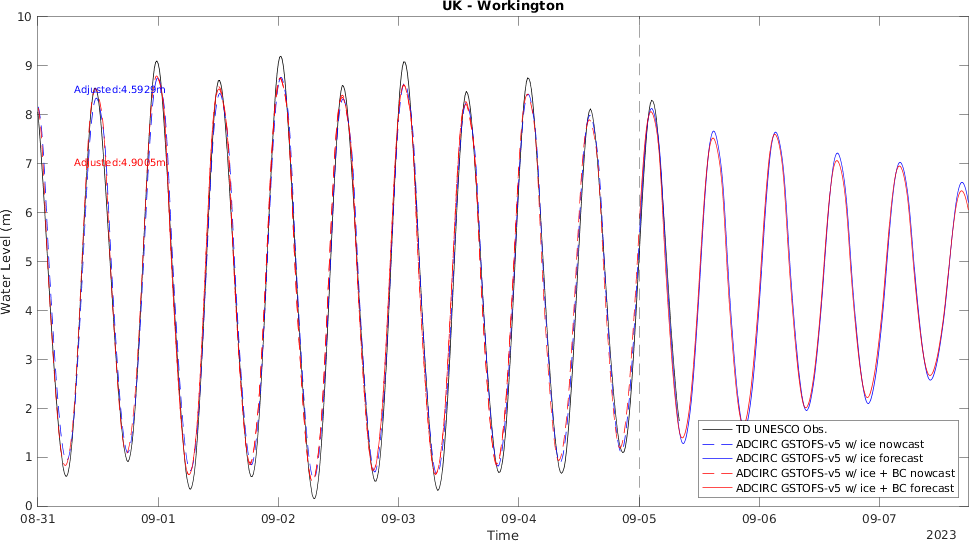 UK - Workington
10
9
8
7
6
5
4
3
2
1
0
Water Level (m)
Adjusted:4.5929m
Adjusted:4.9005m
TD UNESCO Obs.
ADCIRC GSTOFS-v5 w/ ice nowcast
ADCIRC GSTOFS-v5 w/ ice forecast
ADCIRC GSTOFS-v5 w/ ice + BC nowcast
ADCIRC GSTOFS-v5 w/ ice + BC forecast
08-31 09-01 09-02 09-03 09-04 09-05 09-06 09-07
Time
2023